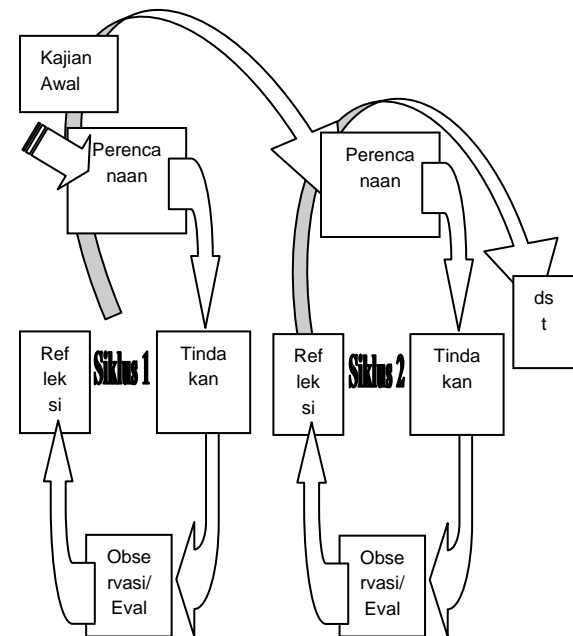 Kajian
Awal
Perenca
naan
Ref
lek
si
Siklus 1
Tinda
kan
Obse
rvasi/
Eval
Perenca
naan
Ref
lek
si
Siklus 2
Tinda
kan
Obse
rvasi/
Eval
ds
t